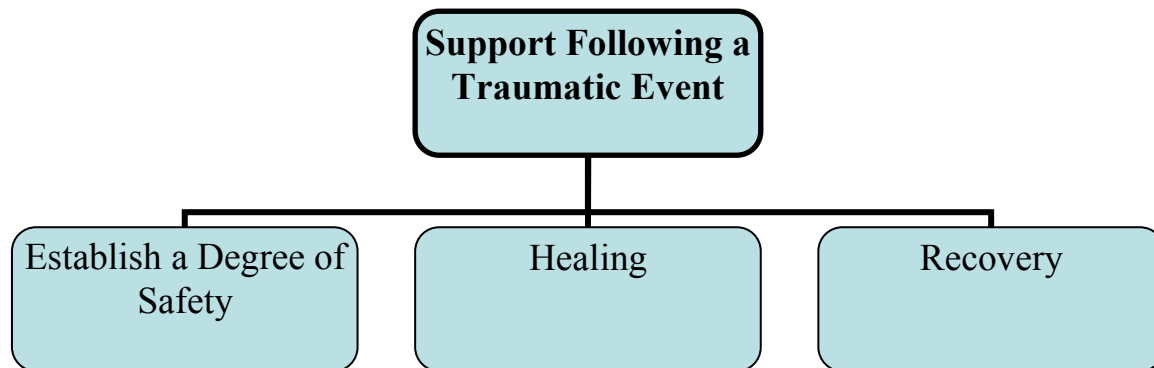 Support Following a
Traumatic Event
Establish a Degree of
Safety
Healing
Recovery